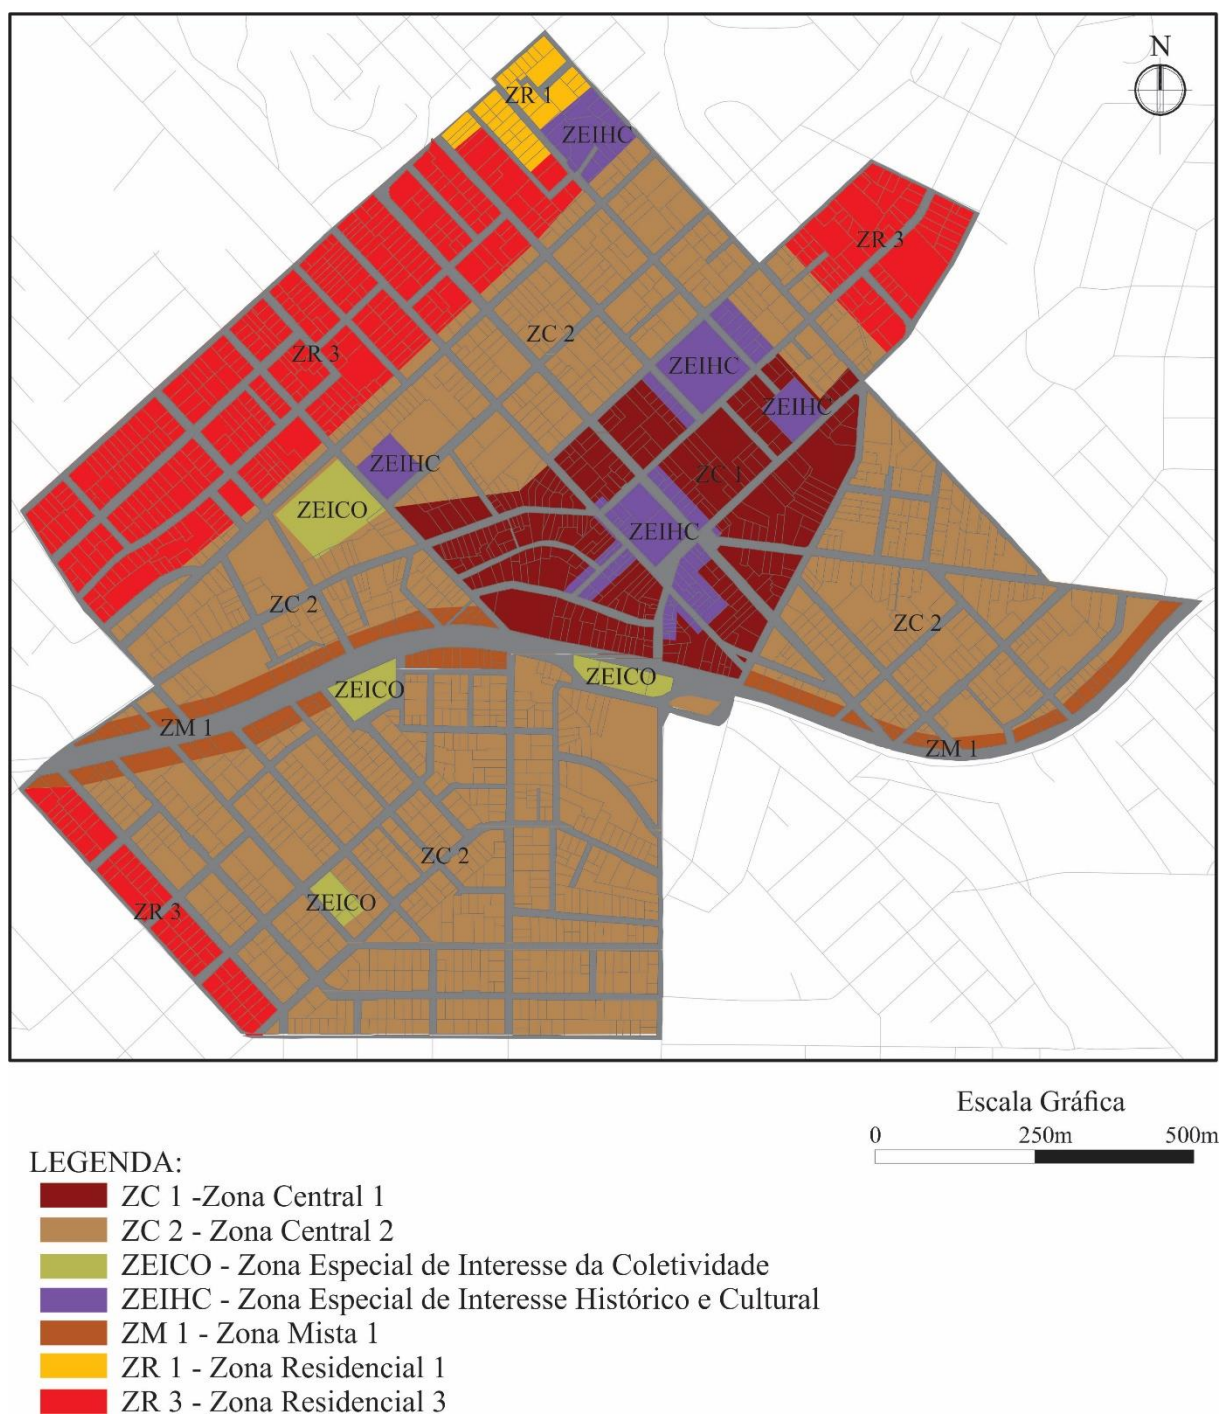 N
ZR 1
ZEIHC
ZR 3
ZC 2
ZR 3
ZEIHC
ZEIHC
ZEIHC
ZC 1
ZEICO
ZEIHC
ZC 2
ZC 2
ZEICO
ZEICO
ZM 1
ZM 1
ZC 2
ZEICO
ZR 3
Escala Gráfica
0 250m 500m
LEGENDA:
ZC 1 -Zona Central 1
ZC 2 - Zona Central 2
ZEICO - Zona Especial de Interesse da Coletividade
ZEIHC - Zona Especial de Interesse Histórico e Cultural
ZM 1 - Zona Mista 1
ZR 1 - Zona Residencial 1
ZR 3 - Zona Residencial 3